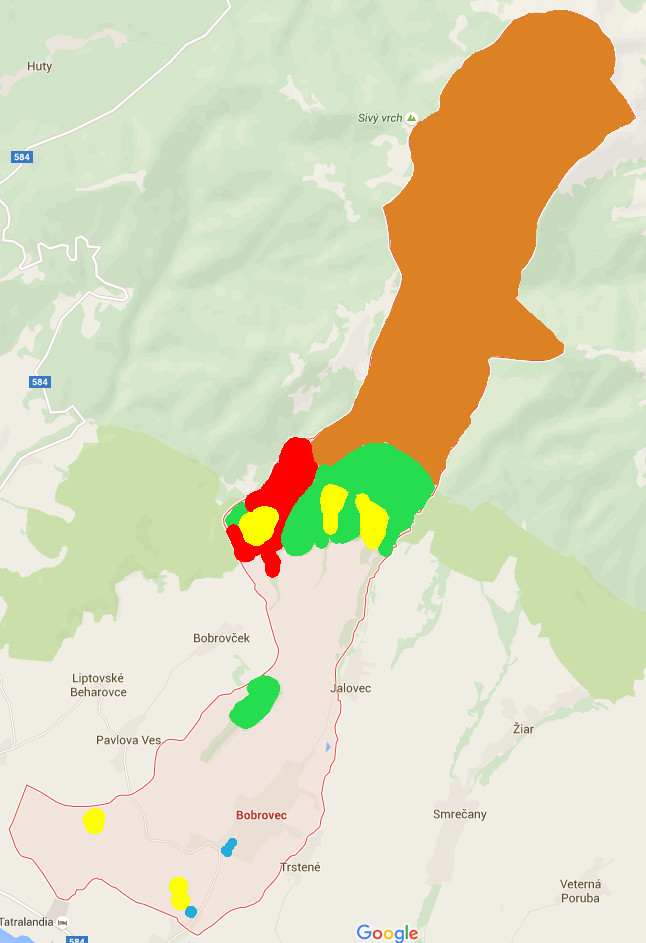 Huty
Sivý vrch
584
584
Bobrovček
Liptovské
Beharovce
Jalovec
Pavlova Ves
Žiar
Bobrovec
Smrečany
Trstené
Veterná
Poruba
Tatralandia
584
Google